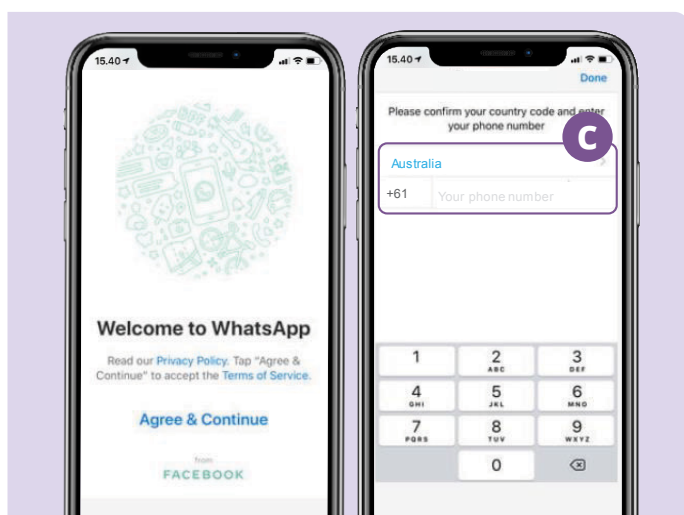 15.40
Welcome to WhatsApp
Read our Privacy Policy. Tap "Agree &
Continue" to accept the Terms of Service.
Agree & Continue
from
FACEBOOK
15.40
Done
Please confirm your country code and enter
your phone number
C
Australia
+61 Your phone number
1 2 3
ABC DEF
4 5 6
GHI JKL MNO
7 8 9
PQRS TUV WXYZ
0